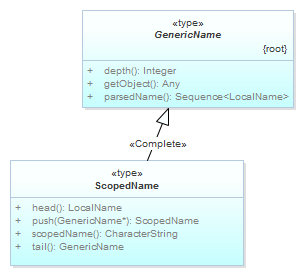 «type»
GenericName
{root}
+ depth(): Integer
+ getObject(): Any
+ parsedName(): Sequence<LocalName>
«Complete»
«type»
ScopedName
+ head(): LocalName
+ push(GenericName*): ScopedName
+ scopedName(): CharacterString
+ tail(): GenericName